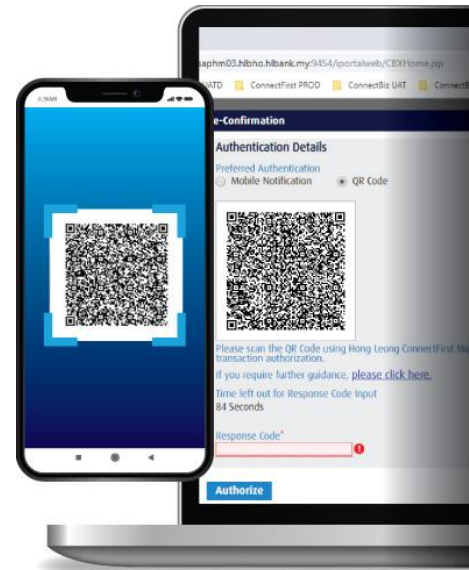 aphm03.hlbho.hlbank.my:9454/iportalweb/CBXHome.jsp
ConnectFirst PROD
ConnectBiz UAT
e-Confirmation
Authentication Details
Preferred Authentication
Mobile Notification
QR Code
Please scan the QR Code using Hong Leong ConnectFirst
transaction authorization.
If you require further guidance, please click here.
Time left out for Response Code Input
84 Seconds
Response Code*
Authorize